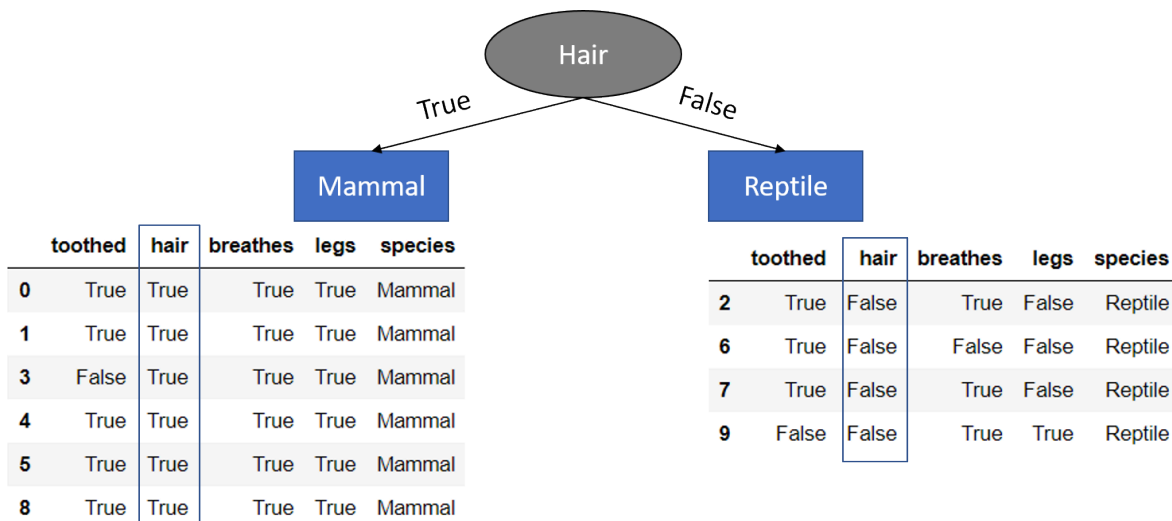 Hair
True
False
Mammal
Reptile
toothed hair breathes legs species
0 True True True True Mammal
1 True True True True Mammal
3 False True True True Mammal
4 True True True True Mammal
5 True True True True Mammal
8 True True True True Mammal
toothed hair breathes legs species
2 True False True False Reptile
6 True False False False Reptile
7 True False True False Reptile
9 False False True True Reptile